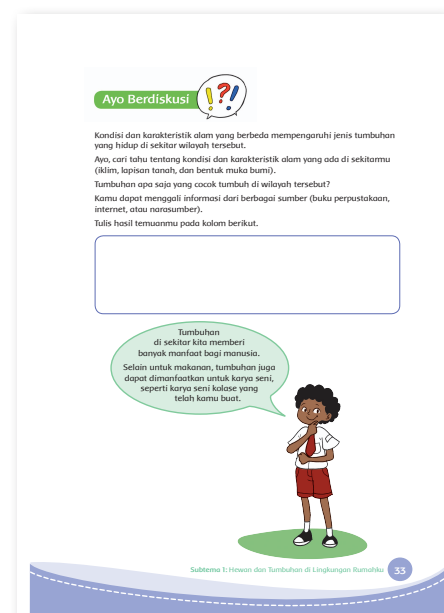 Ayo Berdiskusi
!?!
Kondisi dan karakteristik alam yang berbeda mempengaruhi jenis tumbuhan
yang hidup di sekitar wilayah tersebut.
Ayo, cari tahu tentang kondisi dan karakteristik alam yang ada di sekitarmu
(iklim, lapisan tanah, dan bentuk muka bumi).
Tumbuhan apa saja yang cocok tumbuh di wilayah tersebut?
Kamu dapat menggali informasi dari berbagai sumber (buku perpustakaan,
internet, atau narasumber).
Tulis hasil temuanmu pada kolom berikut.
Tumbuhan
di sekitar kita memberi
banyak manfaat bagi manusia.
Selain untuk makanan, tumbuhan juga
dapat dimanfaatkan untuk karya seni,
seperti karya seni kolase yang
telah kamu buat.
Subtema 1: Hewan dan Tumbuhan di Lingkungan Rumahku 33